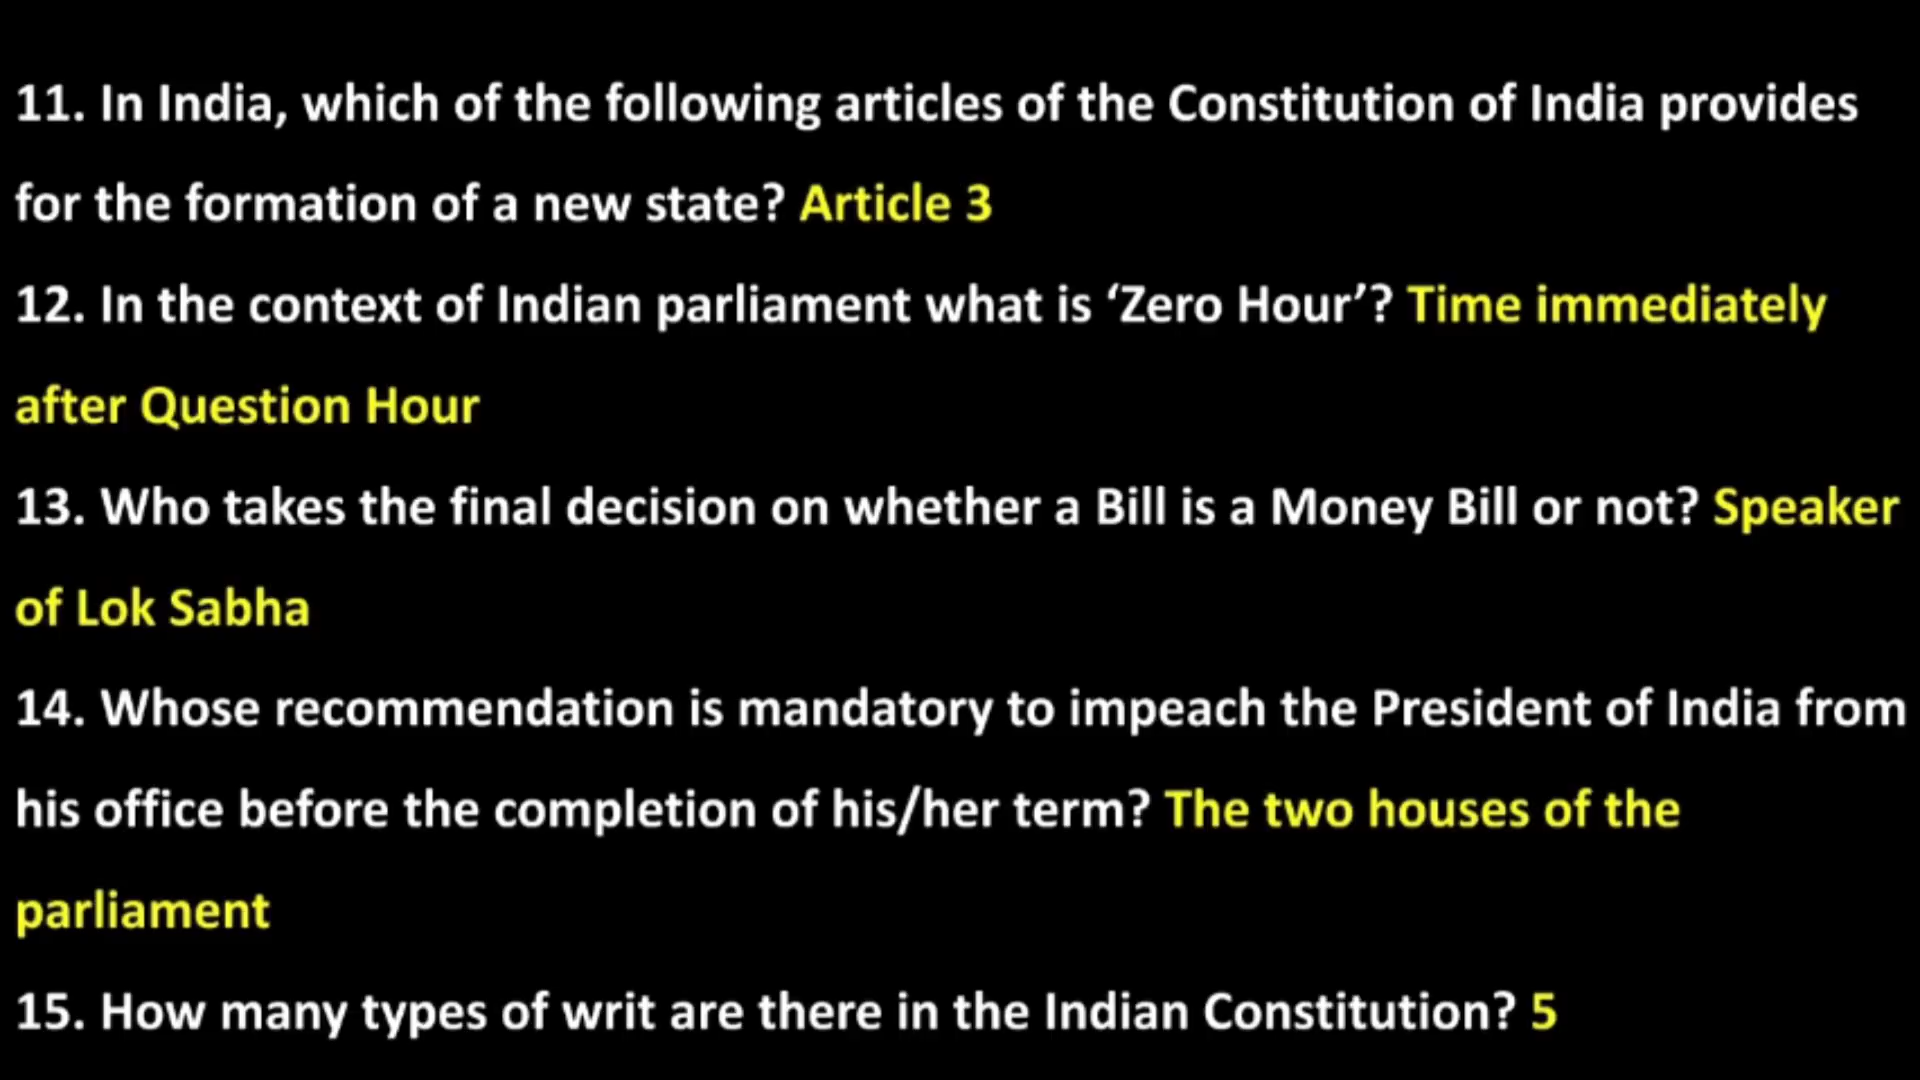 11. In India, which of the following articles of the Constitution of India provides
for the formation of a new state? Article 3
12. In the context of Indian parliament what is ‘Zero Hour’? Time immediately
after Question Hour
13. Who takes the final decision on whether a Bill is a Money Bill or not? Speaker
of Lok Sabha
14. Whose recommendation is mandatory to impeach the President of India from
his office before the completion of his/her term? The two houses of the
parliament
15. How many types of writ are there in the Indian Constitution? 5